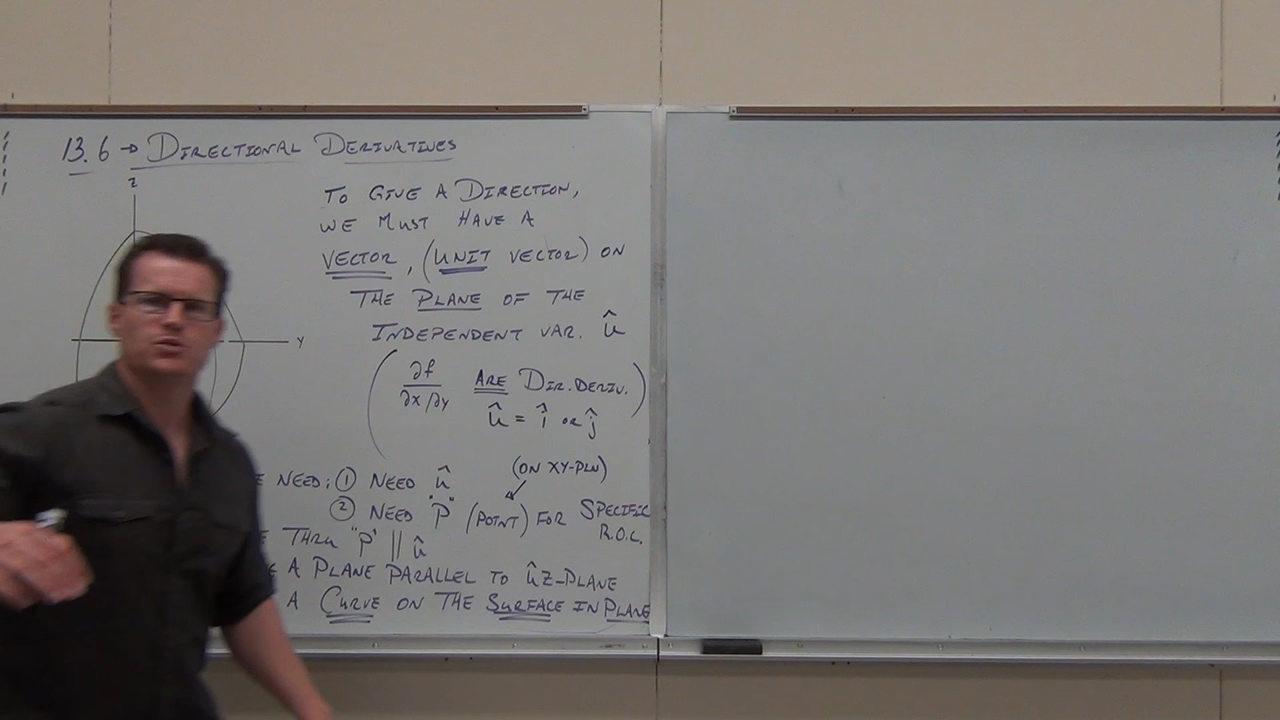 13.6 → DIRECTIONAL DERIVATIVES
Z
Y
TO GIVE A DIRECTION,
WE MUST HAVE A
VECTOR, (UNIT VECTOR) ON
THE PLANE OF THE
INDEPENDENT VAR. û
(∂f / ∂x/∂y ARE DIR. DERIV.)
û = î OR ĵ
E NEED: ① NEED û (ON XY-PLN)
② NEED "P" (POINT) FOR SPECIFIC
R.O.C.
THRU "P" || û
A PLANE PARALLEL TO ûZ-PLANE
A CURVE ON THE SURFACE IN PLANE